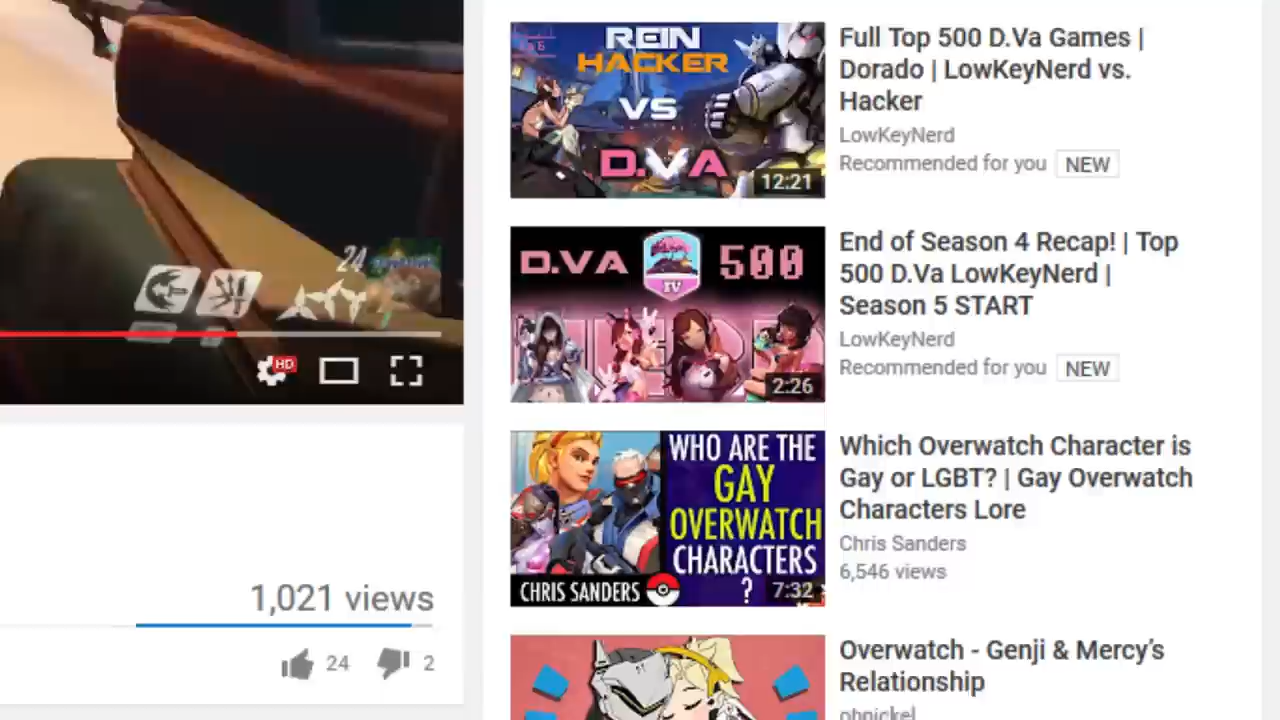 24
HD
1,021 views
24
2
REIN
HACKER
VS
D.VA
12:21
Full Top 500 D.Va Games |
Dorado | LowKeyNerd vs.
Hacker
LowKeyNerd
Recommended for you NEW
D.VA 500
IV
2:26
End of Season 4 Recap! | Top
500 D.Va LowKeyNerd |
Season 5 START
LowKeyNerd
Recommended for you NEW
WHO ARE THE
GAY
OVERWATCH
CHARACTERS
?
CHRIS SANDERS
7:32
Which Overwatch Character is
Gay or LGBT? | Gay Overwatch
Characters Lore
Chris Sanders
6,546 views
Overwatch - Genji & Mercy’s
Relationship
ohnickel